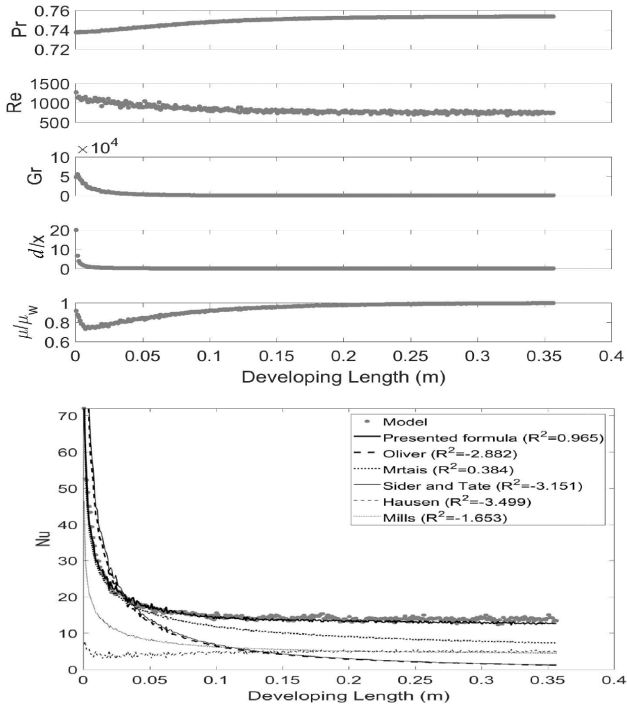 0.76
0.74
0.72
Pr
1500
1000
500
Re
×10⁴
10
5
0
Gr
20
10
0
d/x
1
0.8
0.6
μ/μw
0 0.05 0.1 0.15 0.2 0.25 0.3 0.35 0.4
Developing Length (m)
70
60
50
40
30
20
10
0
Nu
Model
Presented formula (R²=0.965)
Oliver (R²=-2.882)
Mrtais (R²=0.384)
Sider and Tate (R²=-3.151)
Hausen (R²=-3.499)
Mills (R²=-1.653)
0 0.05 0.1 0.15 0.2 0.25 0.3 0.35 0.4
Developing Length (m)